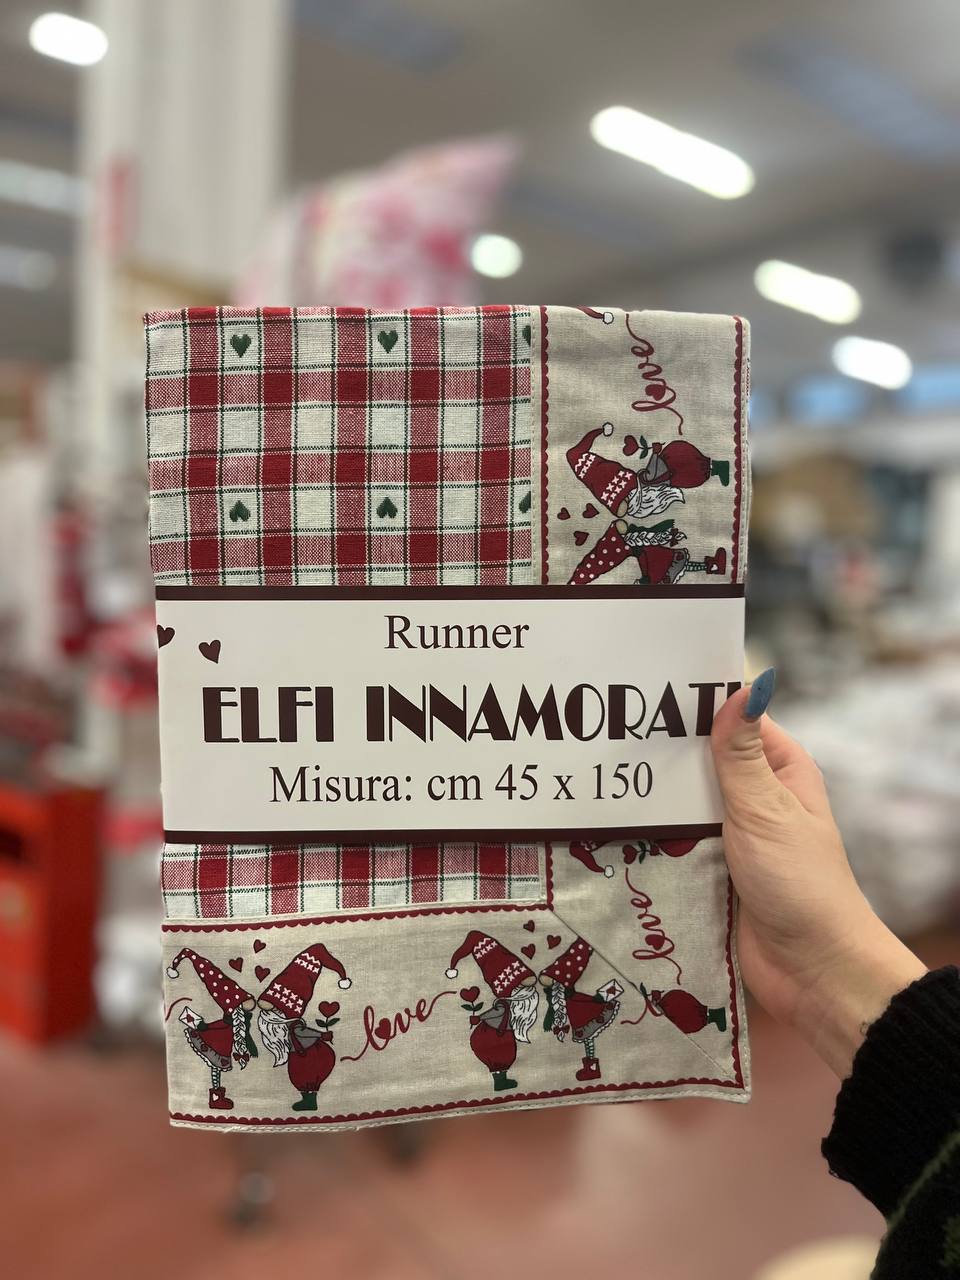 love
Runner
ELFI INNAMORATI
Misura: cm 45 x 150
love
love